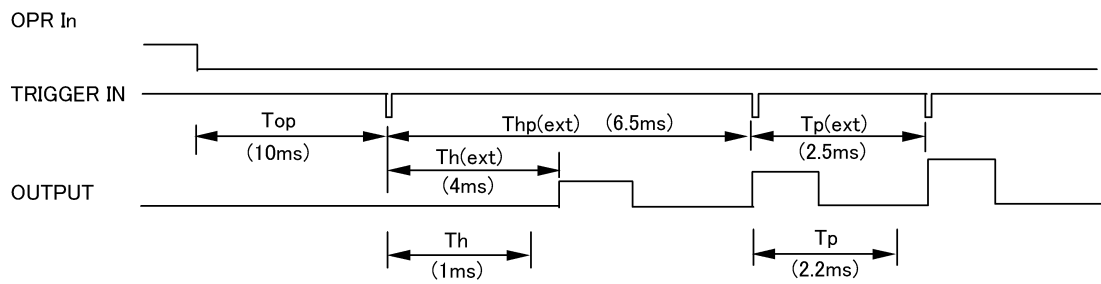 OPR In
TRIGGER IN
Top
(10ms)
Thp(ext) (6.5ms)
Tp(ext)
(2.5ms)
Th(ext)
(4ms)
OUTPUT
Th
(1ms)
Tp
(2.2ms)